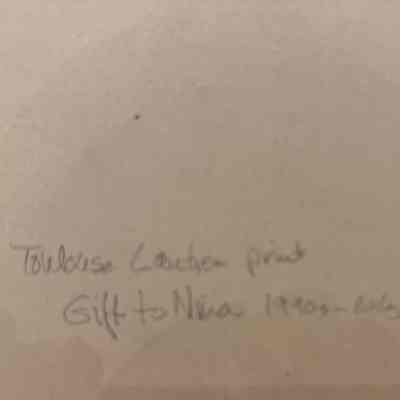 Toulouse Lautrec print
Gift to Nina 1990s-